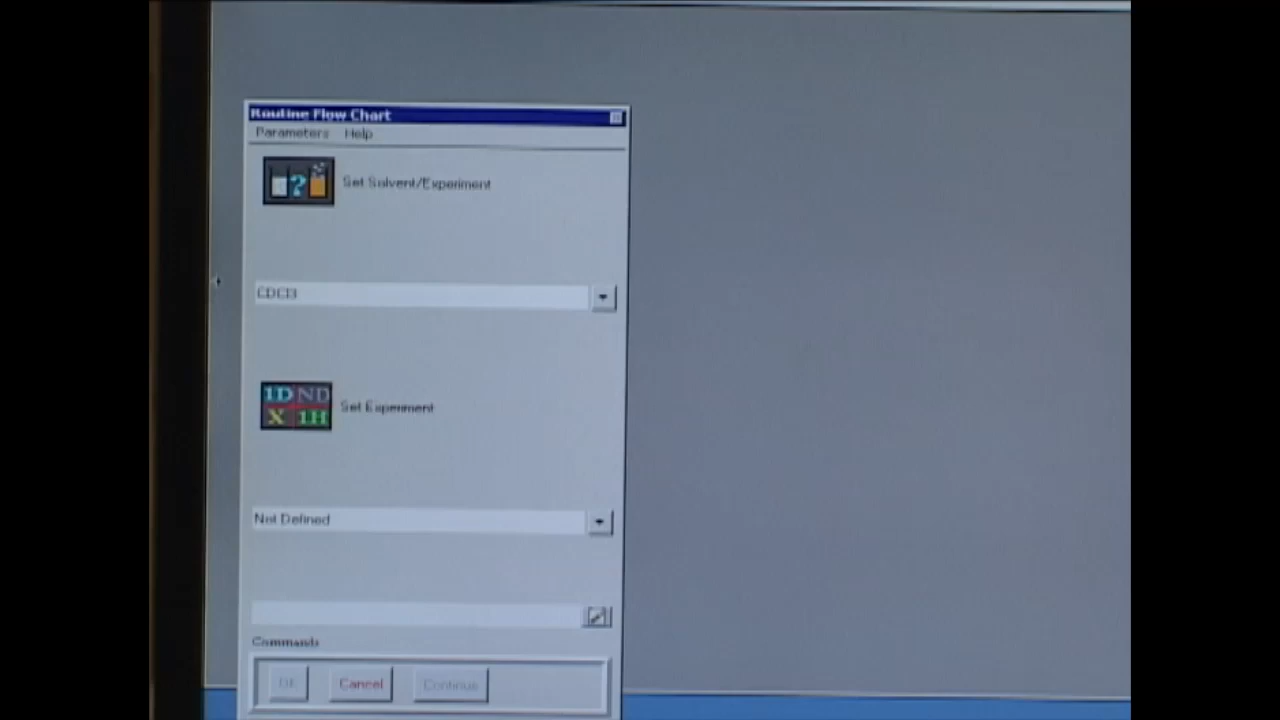 Routine Flow Chart
Parameters Help
?
Set Solvent/Experiment
CDCl3
1D ND
X 1H
Set Experiment
Not Defined
Commands
OK Cancel Continue